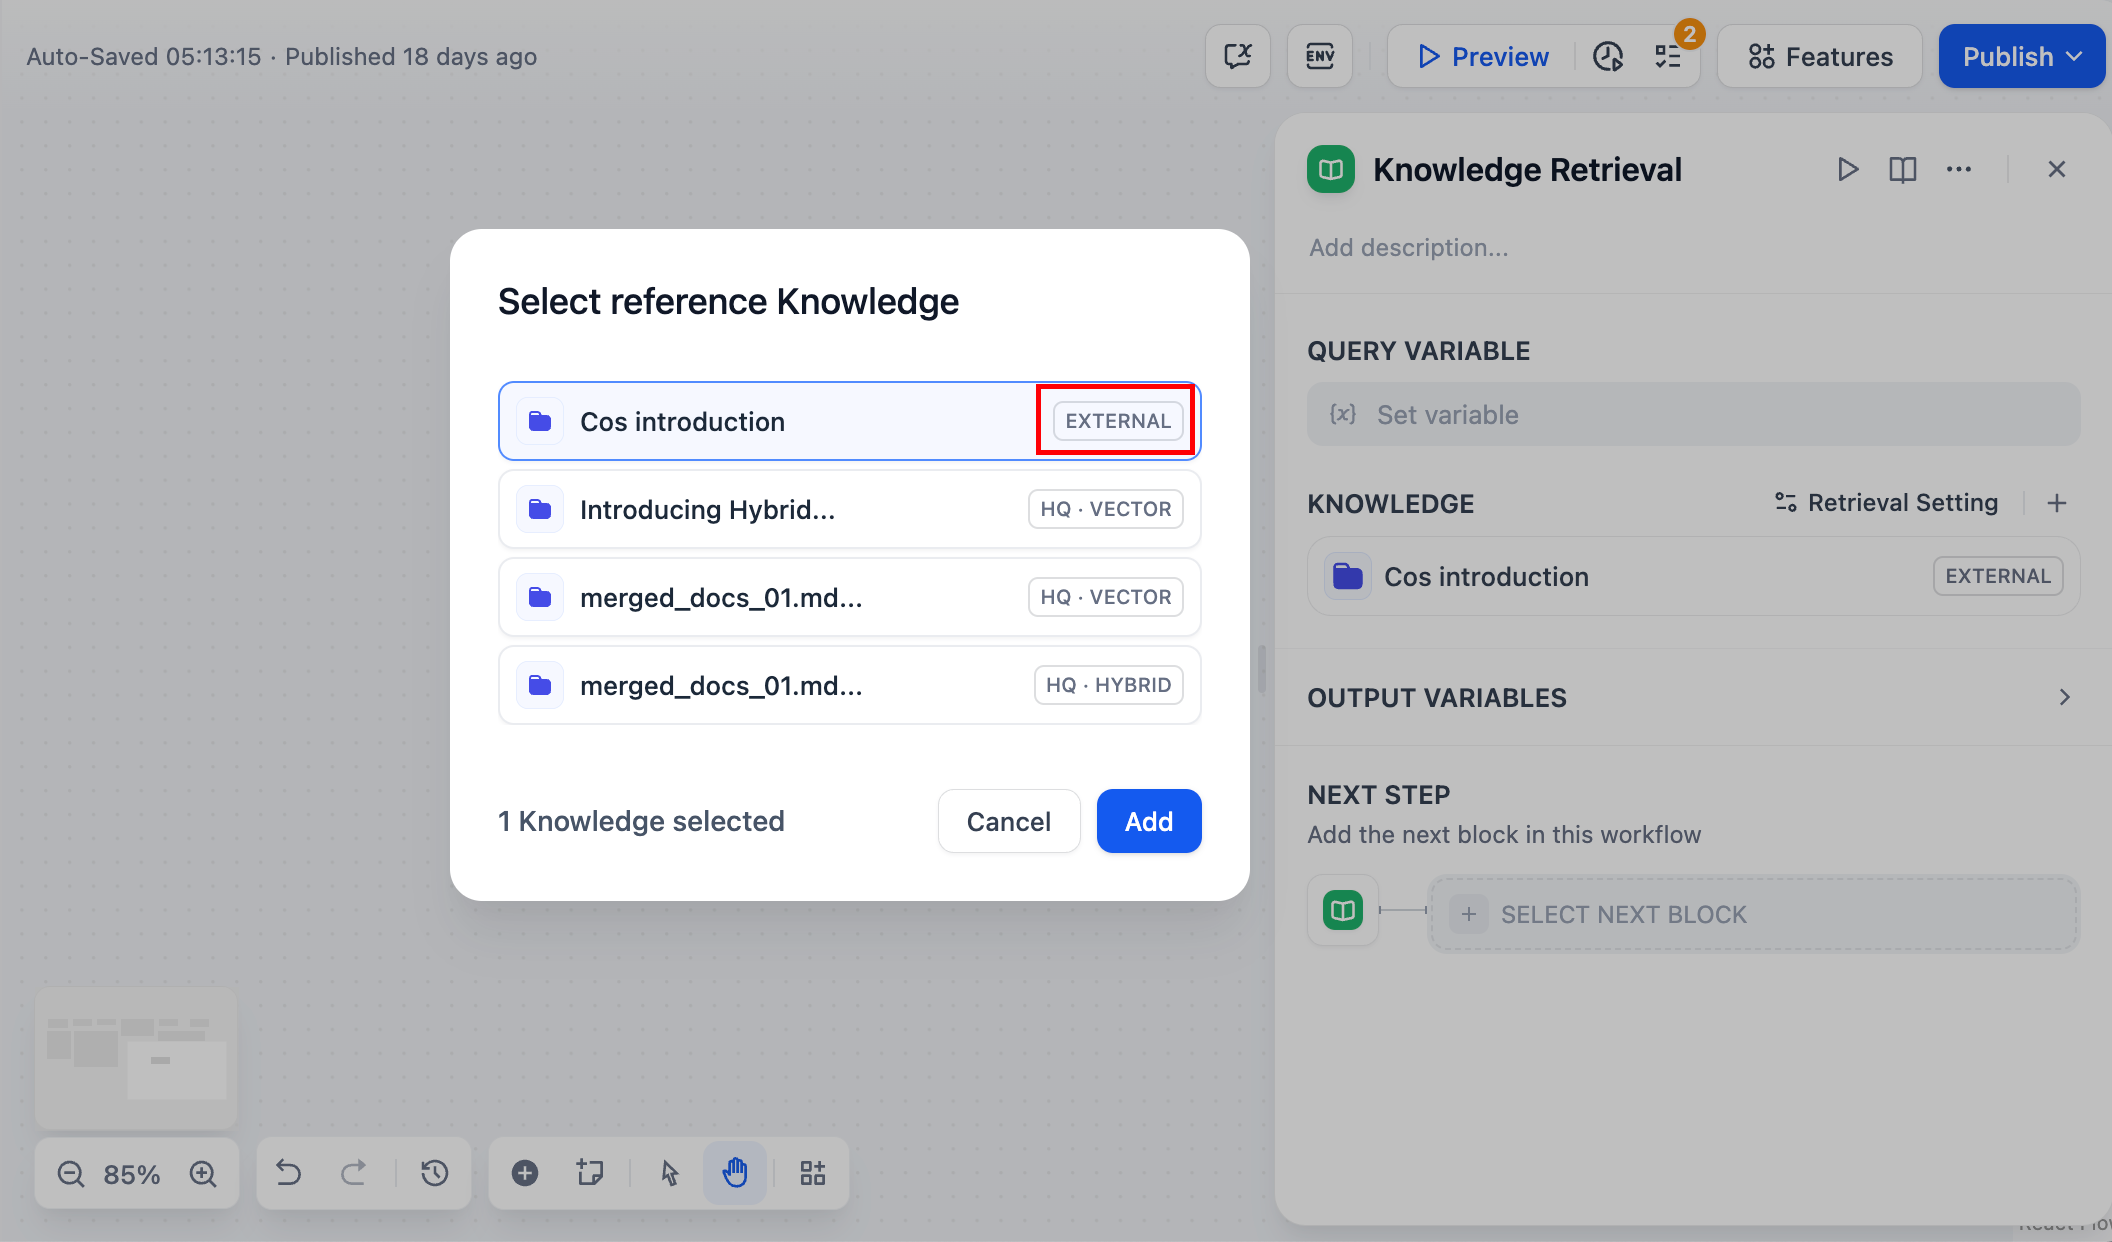 Auto-Saved 05:13:15 · Published 18 days ago
ENV
Preview
2
Features
Publish
Knowledge Retrieval
Add description...
Select reference Knowledge
Cos introduction
EXTERNAL
Introducing Hybrid...
HQ · VECTOR
merged_docs_01.md...
HQ · VECTOR
merged_docs_01.md...
HQ · HYBRID
1 Knowledge selected
Cancel
Add
QUERY VARIABLE
{x} Set variable
KNOWLEDGE
Retrieval Setting
Cos introduction
EXTERNAL
OUTPUT VARIABLES
NEXT STEP
Add the next block in this workflow
SELECT NEXT BLOCK
85%